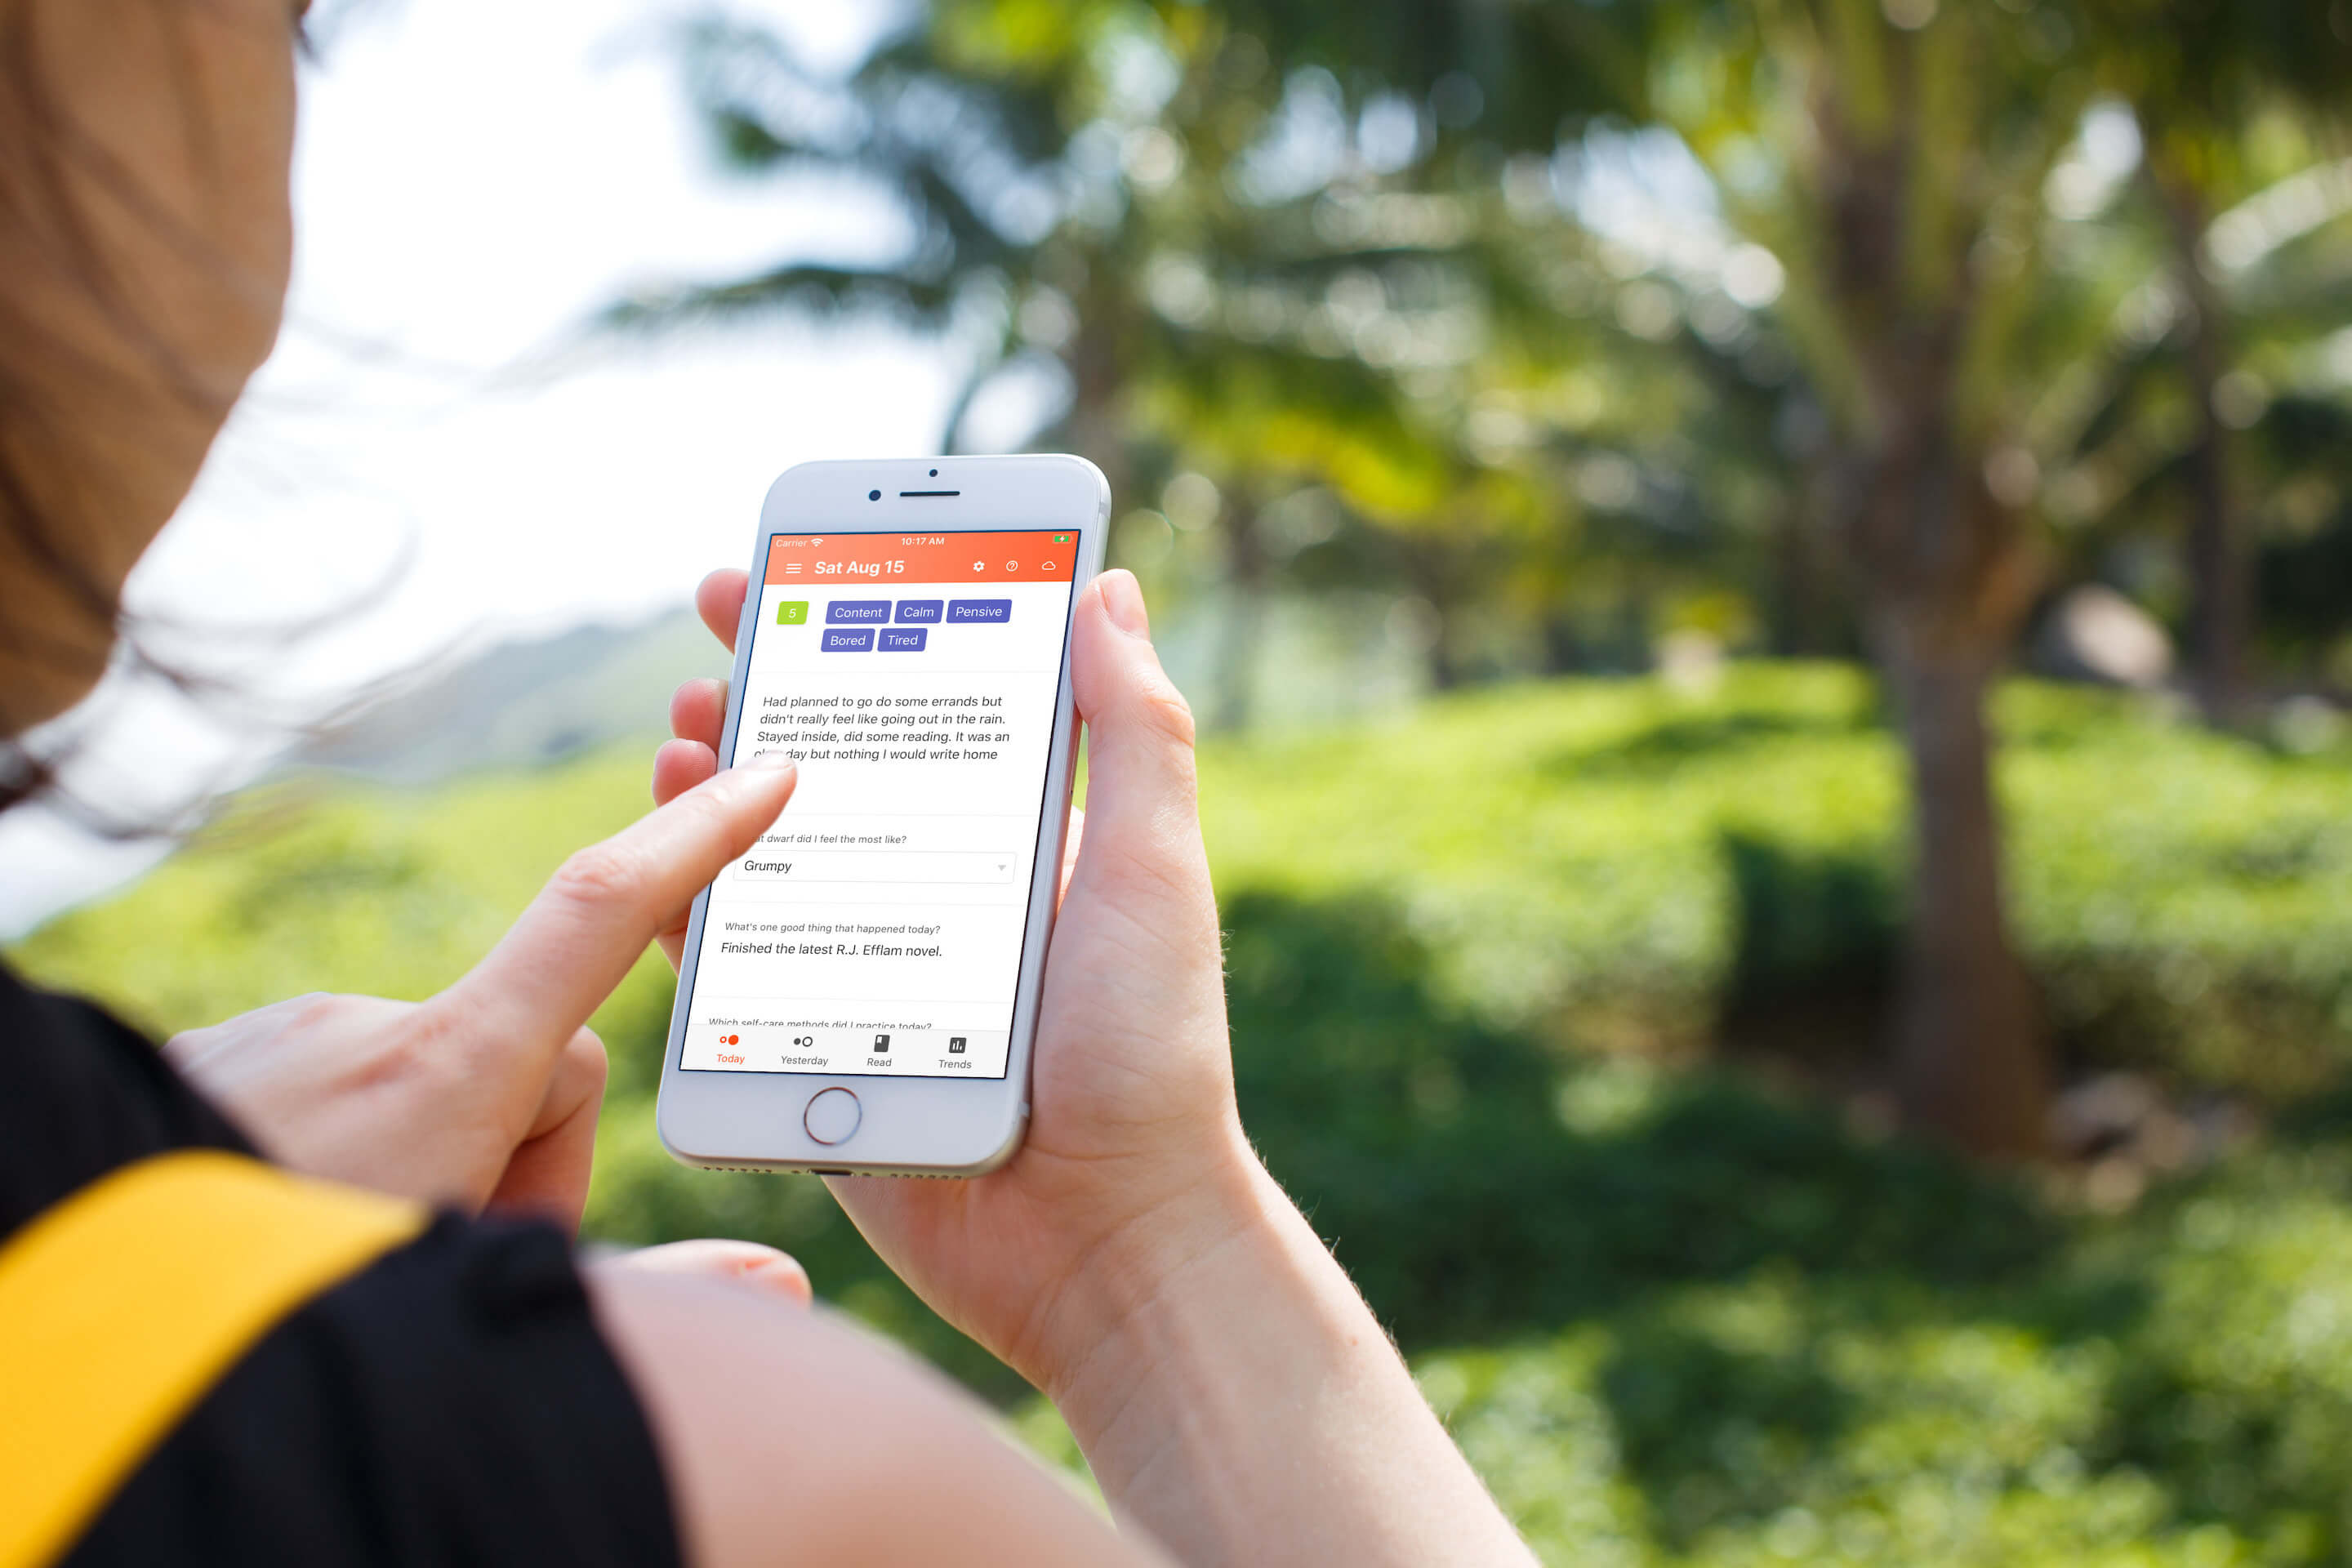 Carrier 10:17 AM
Sat Aug 15
5 Content Calm Pensive
Bored Tired
Had planned to go do some errands but
didn't really feel like going out in the rain.
Stayed inside, did some reading. It was an
day but nothing I would write home
dwarf did I feel the most like?
Grumpy
What's one good thing that happened today?
Finished the latest R.J. Efflam novel.
Which self-care methods did I practice today?
Today Yesterday Read Trends